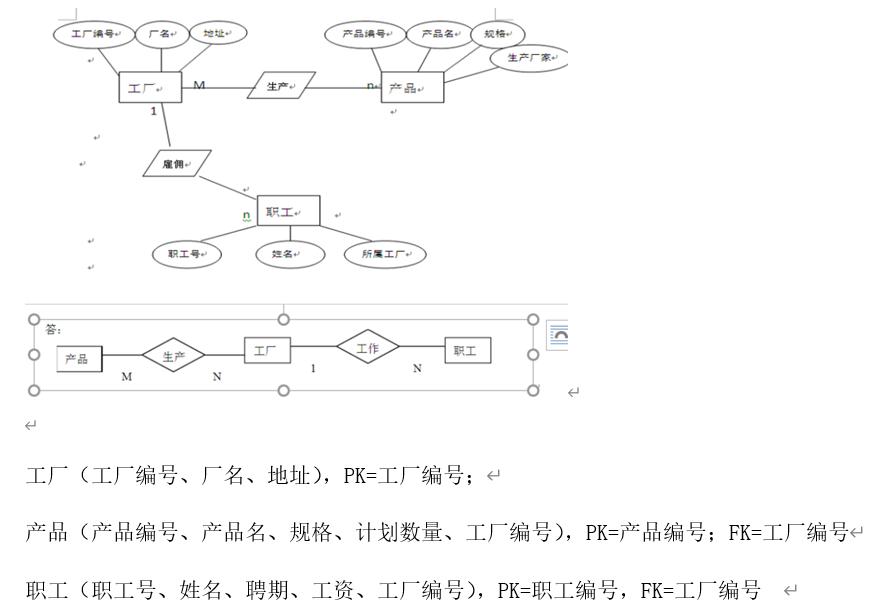 工厂编号 厂名 地址 产品编号 产品名 规格
生产厂家
工厂 M 生产 n 产品
1
雇佣
n 职工
职工号 姓名 所属工厂
答：
产品 生产 工厂 工作 职工
M N 1 N
工厂（工厂编号、厂名、地址），PK=工厂编号；
产品（产品编号、产品名、规格、计划数量、工厂编号），PK=产品编号；FK=工厂编号
职工（职工号、姓名、聘期、工资、工厂编号），PK=职工编号，FK=工厂编号